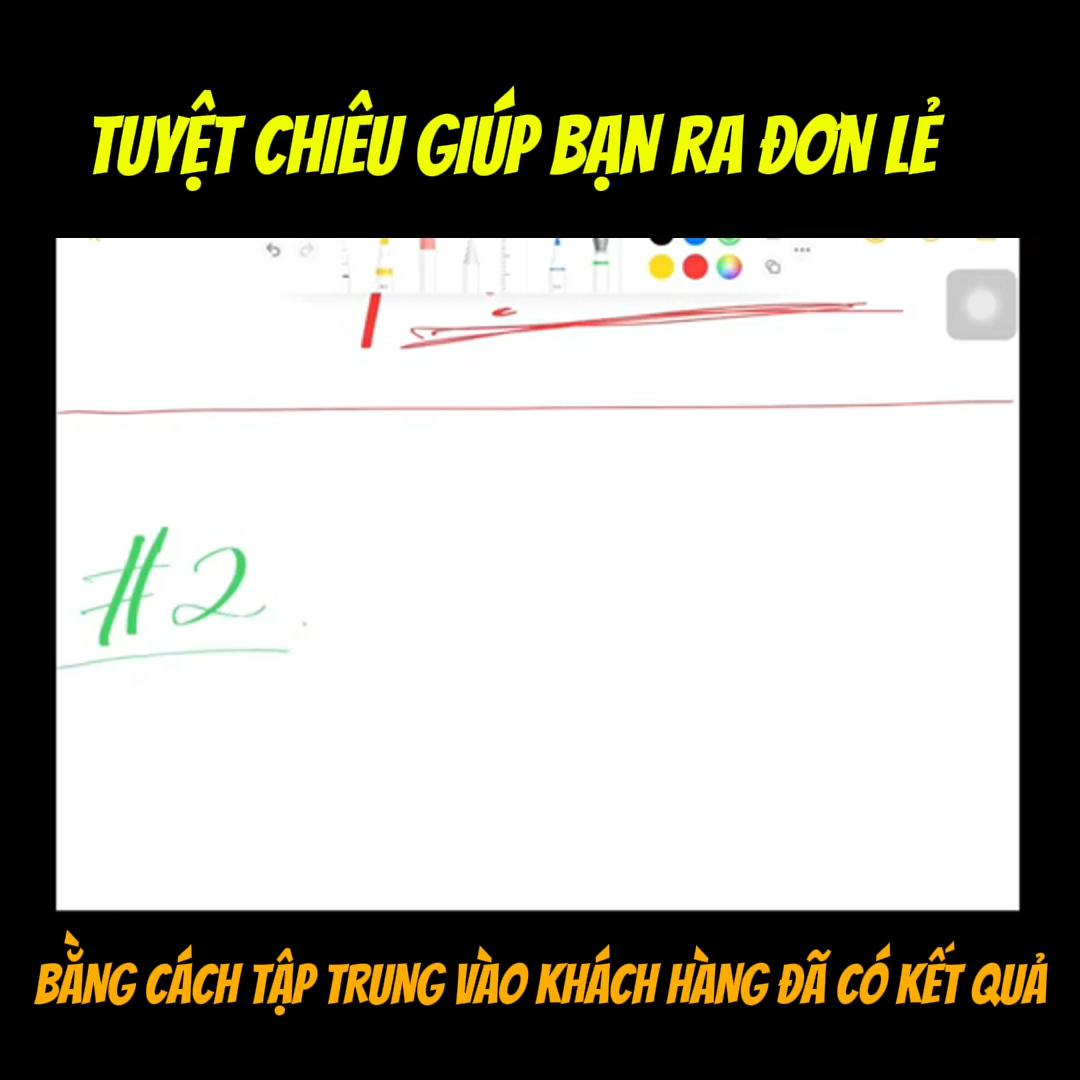 TUYỆT CHIÊU GIÚP BẠN RA ĐƠN LẺ
#2
BẰNG CÁCH TẬP TRUNG VÀO KHÁCH HÀNG ĐÃ CÓ KẾT QUẢ